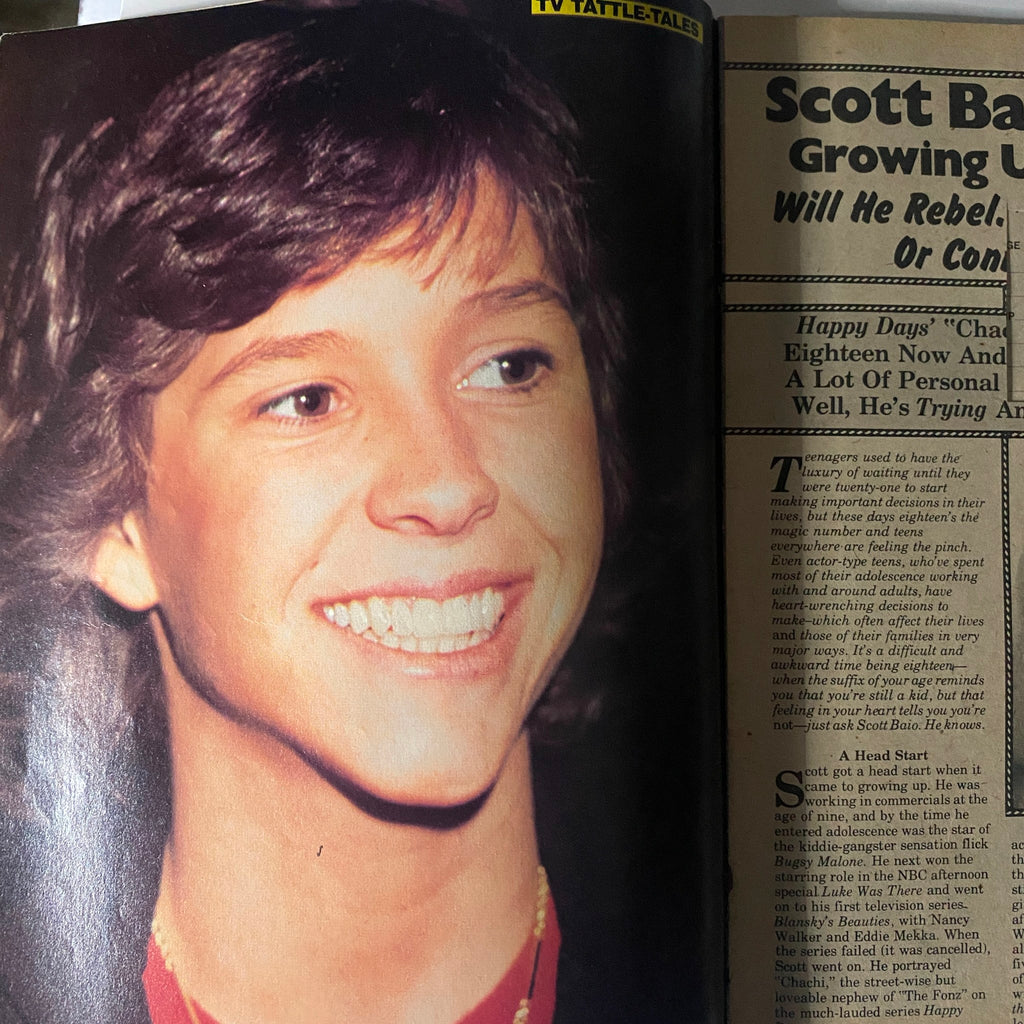 TV TATTLE-TALES
Scott Ba
Growing U
Will He Rebel.
Or Con
GE
Happy Days' "Chac
Eighteen Now And
A Lot Of Personal
Well, He's Trying An
Teenagers used to have the
luxury of waiting until they
were twenty-one to start
making important decisions in their
lives, but these days eighteen's the
magic number and teens
everywhere are feeling the pinch.
Even actor-type teens, who've spent
most of their adolescence working
with and around adults, have
heart-wrenching decisions to
make—which often affect their lives
and those of their families in very
major ways. It's a difficult and
awkward time being eighteen—
when the suffix of your age reminds
you that you're still a kid, but that
feeling in your heart tells you you're
not—just ask Scott Baio. He knows.
A Head Start
Scott got a head start when it
came to growing up. He was
working in commercials at the
age of nine, and by the time he
entered adolescence was the star of
the kiddie-gangster sensation flick
Bugsy Malone. He next won the
starring role in the NBC afternoon
special Luke Was There and went
on to his first television series
Blansky's Beauties, with Nancy
Walker and Eddie Mekka. When
the series failed (it was cancelled),
Scott went on. He portrayed
"Chachi," the street-wise but
loveable nephew of "The Fonz" on
the much-lauded series Happy